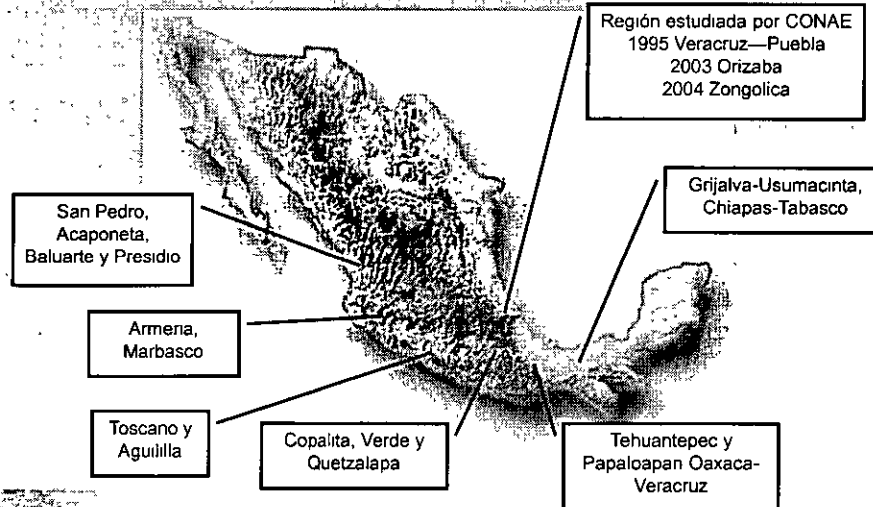 Región estudiada por CONAE
1995 Veracruz—Puebla
2003 Orizaba
2004 Zongolica
Grijalva-Usumacinta,
Chiapas-Tabasco
San Pedro,
Acaponeta,
Baluarte y Presidio
Armeria,
Marbasco
Toscano y
Aguililla
Copalita, Verde y
Quetzalapa
Tehuantepec y
Papaloapan Oaxaca-
Veracruz